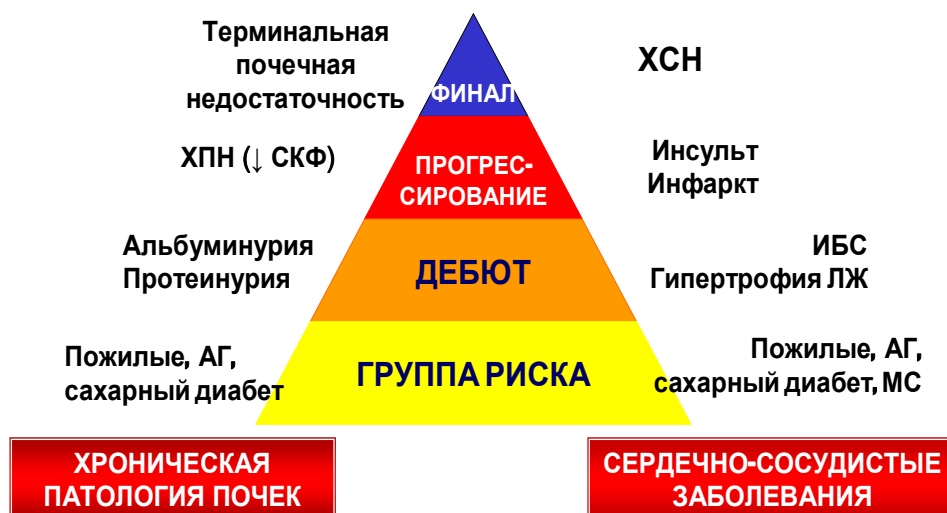 Терминальная
почечная
недостаточность
ФИНАЛ
ХСН
ХПН (↓ СКФ)
ПРОГРЕС-
СИРОВАНИЕ
Инсульт
Инфаркт
Альбуминурия
Протеинурия
ДЕБЮТ
ИБС
Гипертрофия ЛЖ
Пожилые, АГ,
сахарный диабет
ГРУППА РИСКА
Пожилые, АГ,
сахарный диабет, МС
ХРОНИЧЕСКАЯ
ПАТОЛОГИЯ ПОЧЕК
СЕРДЕЧНО-СОСУДИСТЫЕ
ЗАБОЛЕВАНИЯ